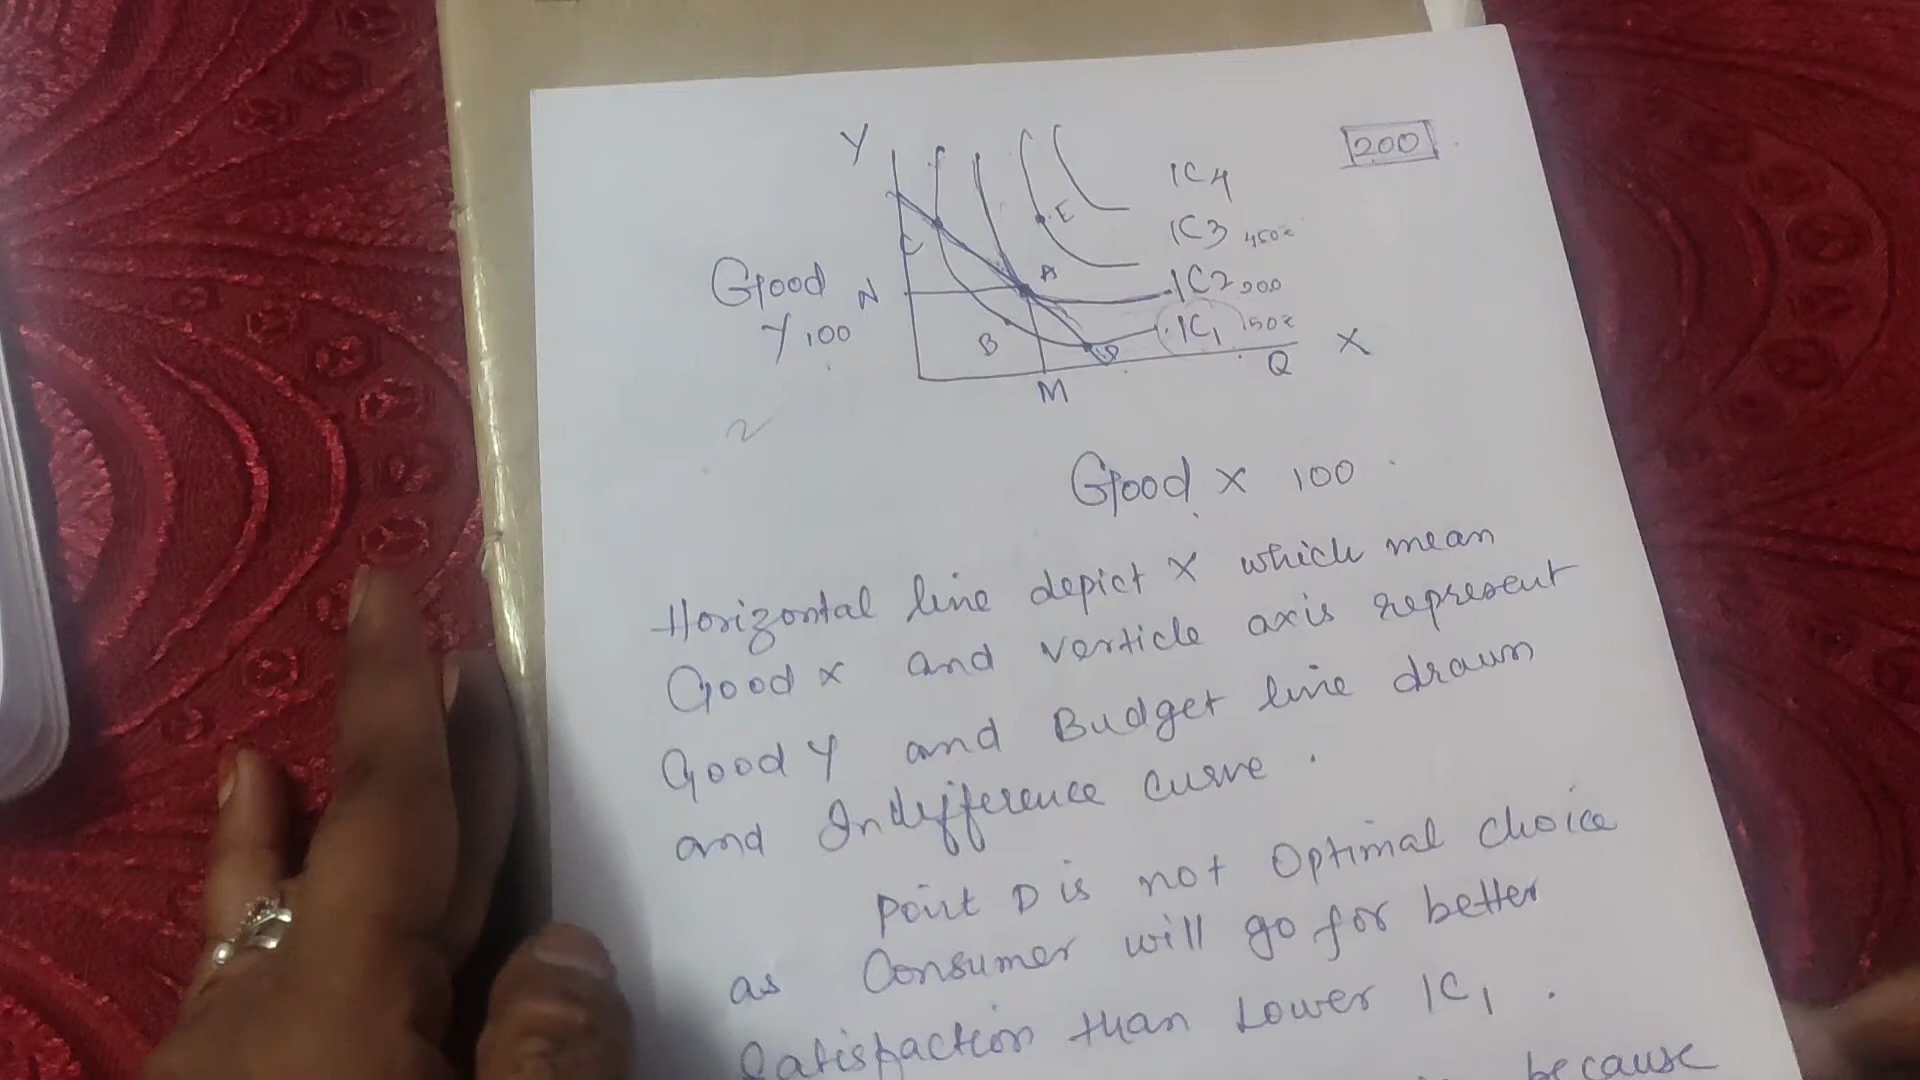 Y
200
IC4
E
IC3 450₹
C
A
Good N
IC2 200
Y 100
B
IC1 150₹
X
Q
M
Good X 100
Horizontal line depict X which mean
Good X and verticle axis represent
Good Y and Budget line drawn
and Indifference curve.
point D is not optimal choice
as Consumer will go for better
Satisfaction than Lower IC1.
because